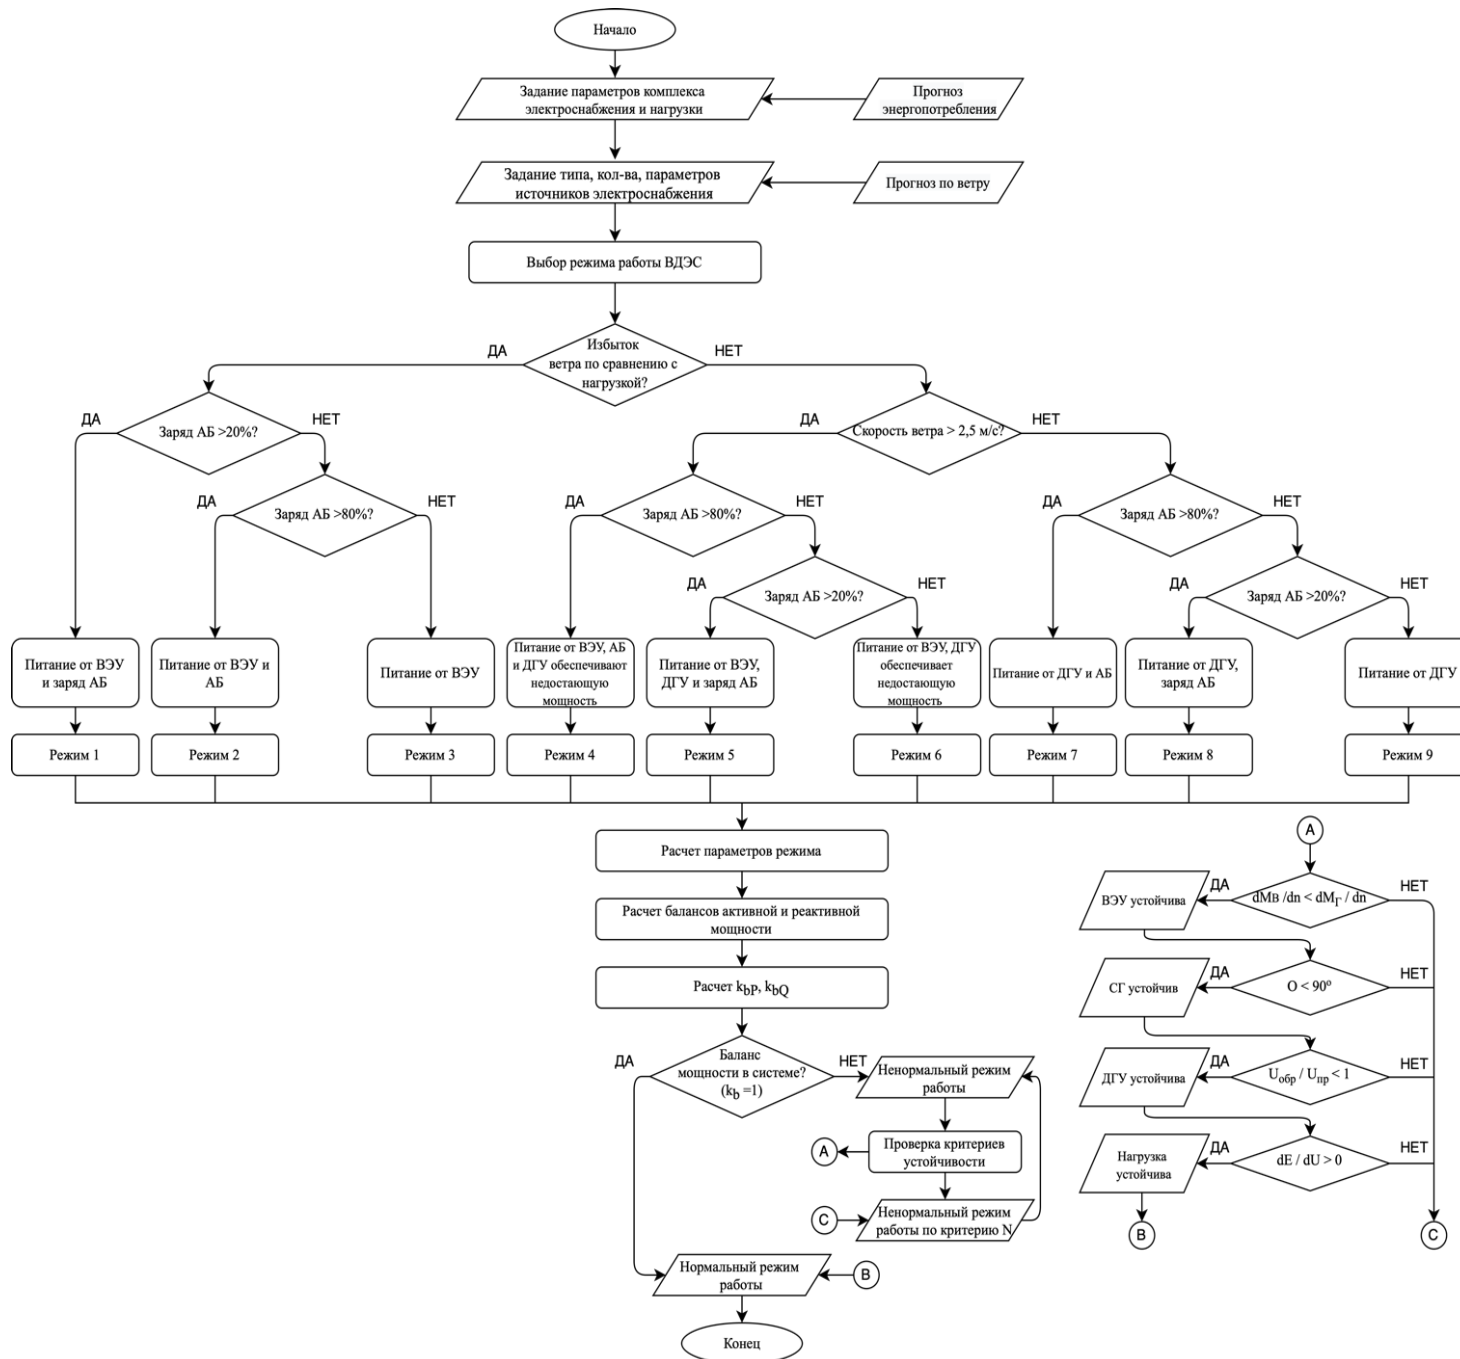 Начало
Задание параметров комплекса
электроснабжения и нагрузки
Прогноз
энергопотребления
Задание типа, кол-ва, параметров
источников электроснабжения
Прогноз по ветру
Выбор режима работы ВДЭС
Избыток
ветра по сравнению с
нагрузкой?
ДА
НЕТ
Заряд АБ >20%?
ДА
НЕТ
Скорость ветра > 2,5 м/с?
ДА
НЕТ
Заряд АБ >80%?
ДА
НЕТ
Заряд АБ >80%?
ДА
НЕТ
Заряд АБ >80%?
ДА
НЕТ
Заряд АБ >20%?
ДА
НЕТ
Заряд АБ >20%?
ДА
НЕТ
Питание от ВЭУ
и заряд АБ
Питание от ВЭУ и
АБ
Питание от ВЭУ
Питание от ВЭУ, АБ
и ДГУ обеспечивают
недостающую
мощность
Питание от ВЭУ,
ДГУ и заряд АБ
Питание от ВЭУ, ДГУ
обеспечивает
недостающую
мощность
Питание от ДГУ и АБ
Питание от ДГУ,
заряд АБ
Питание от ДГУ
Режим 1
Режим 2
Режим 3
Режим 4
Режим 5
Режим 6
Режим 7
Режим 8
Режим 9
Расчет параметров режима
Расчет балансов активной и реактивной
мощности
Расчет kbP, kbQ
Баланс
мощности в системе?
(kb =1)
ДА
НЕТ
Ненормальный режим
работы
Проверка критериев
устойчивости
A
C
Ненормальный режим
работы по критерию N
Нормальный режим
работы
B
Конец
A
dMв /dn < dMГ / dn
ДА
НЕТ
ВЭУ устойчива
O < 90º
ДА
НЕТ
СГ устойчив
Uобр / Uпр < 1
ДА
НЕТ
ДГУ устойчива
dE / dU > 0
ДА
НЕТ
Нагрузка
устойчива
B
C